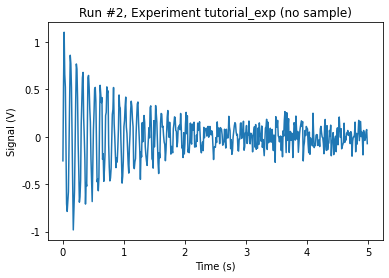 Run #2, Experiment tutorial_exp (no sample)
Signal (V)
1
0.5
0
-0.5
-1
0 1 2 3 4 5
Time (s)